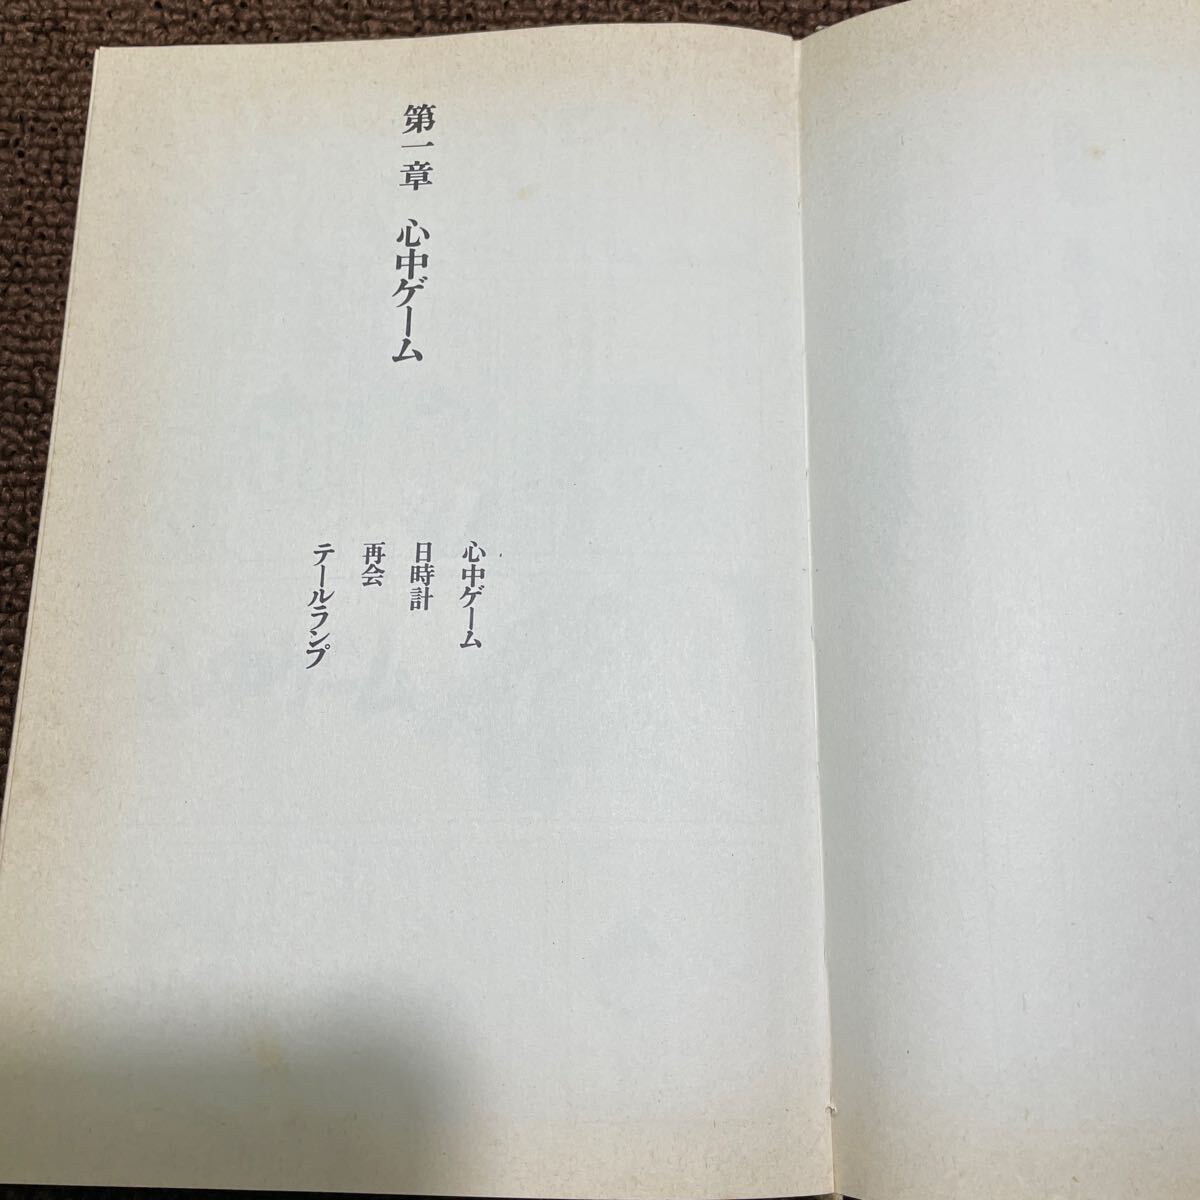 第一章　心中ゲーム
心中ゲーム
日時計
再会
テールランプ